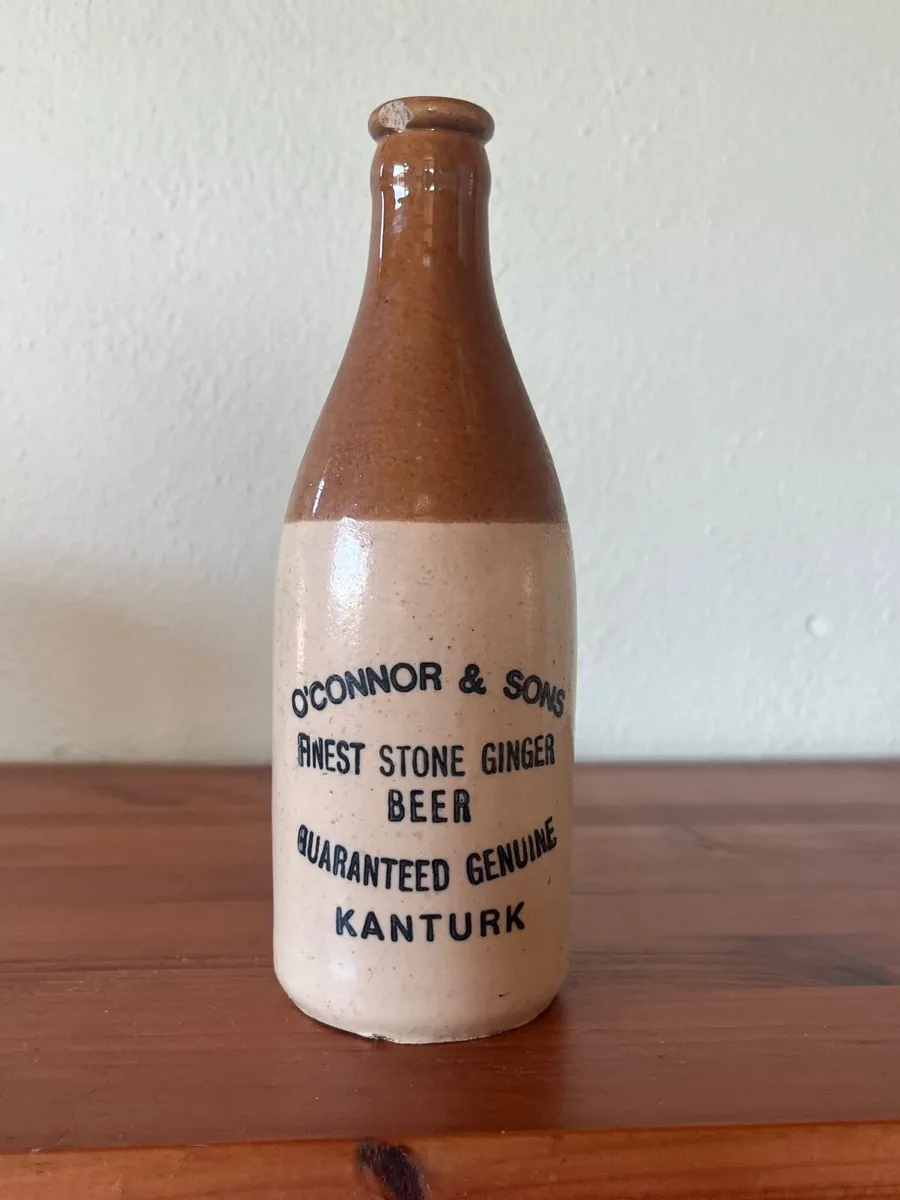 O'CONNOR & SONS
FINEST STONE GINGER
BEER
GUARANTEED GENUINE
KANTURK